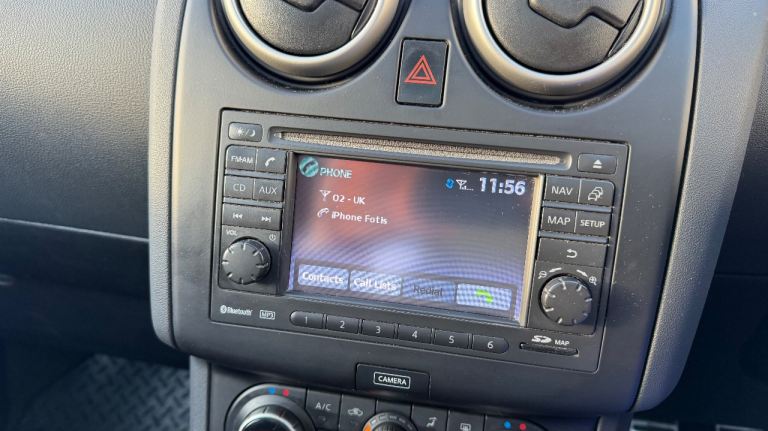 FM·AM
CD AUX
VOL
PHONE
11:56
O2 - UK
iPhone Fotis
Contacts Call Lists Redial
NAV
MAP SETUP
Bluetooth MP3
1 2 3 4 5 6
SD MAP
CAMERA
A/C